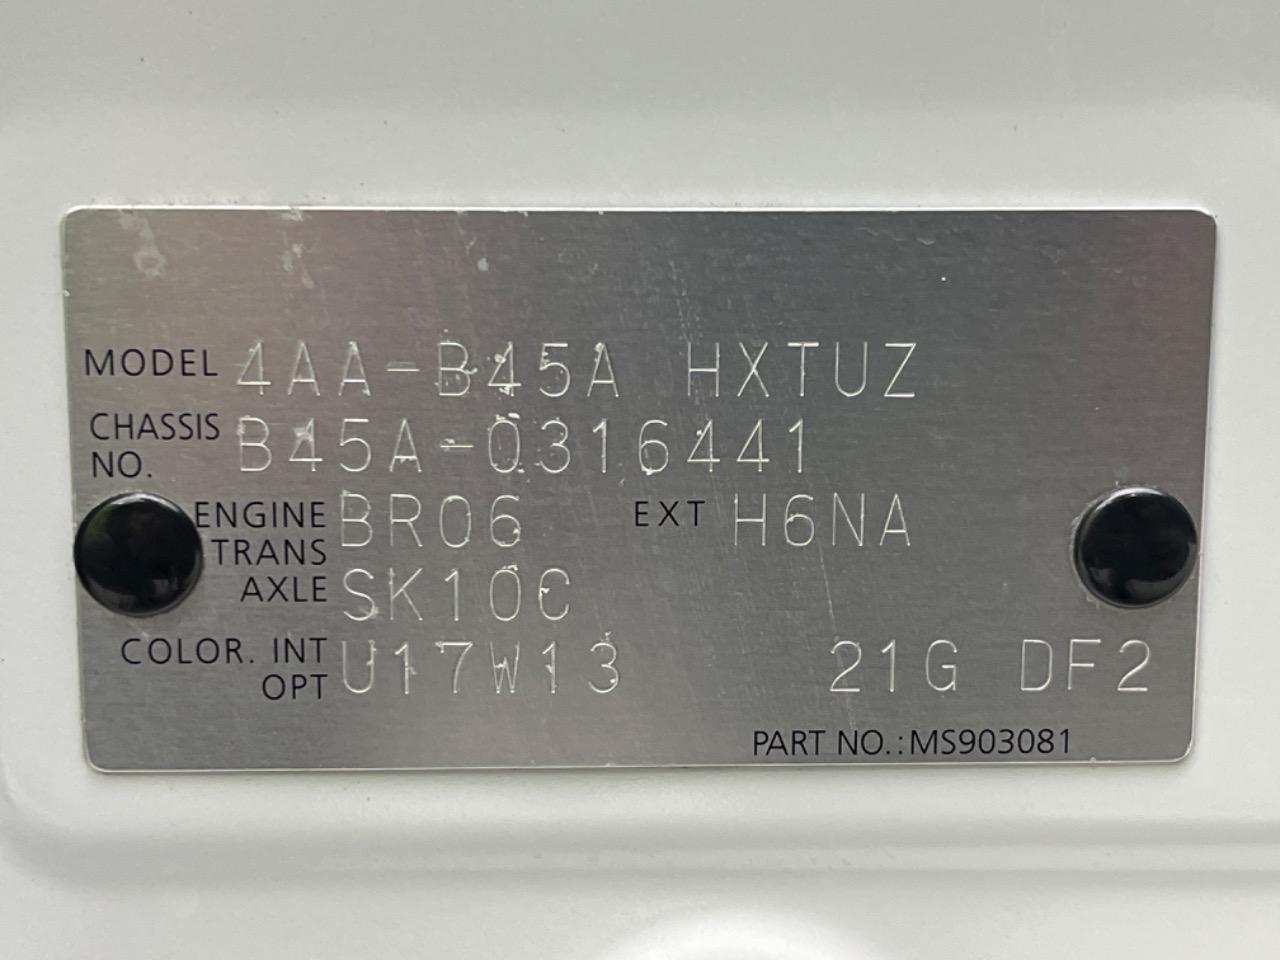 MODEL 4AA-B45A HXTUZ
CHASSIS NO. B45A-0316441
ENGINE BR06 EXT H6NA
TRANS AXLE SK10C
COLOR. INT OPT U17W13 21G DF2
PART NO.:MS903081